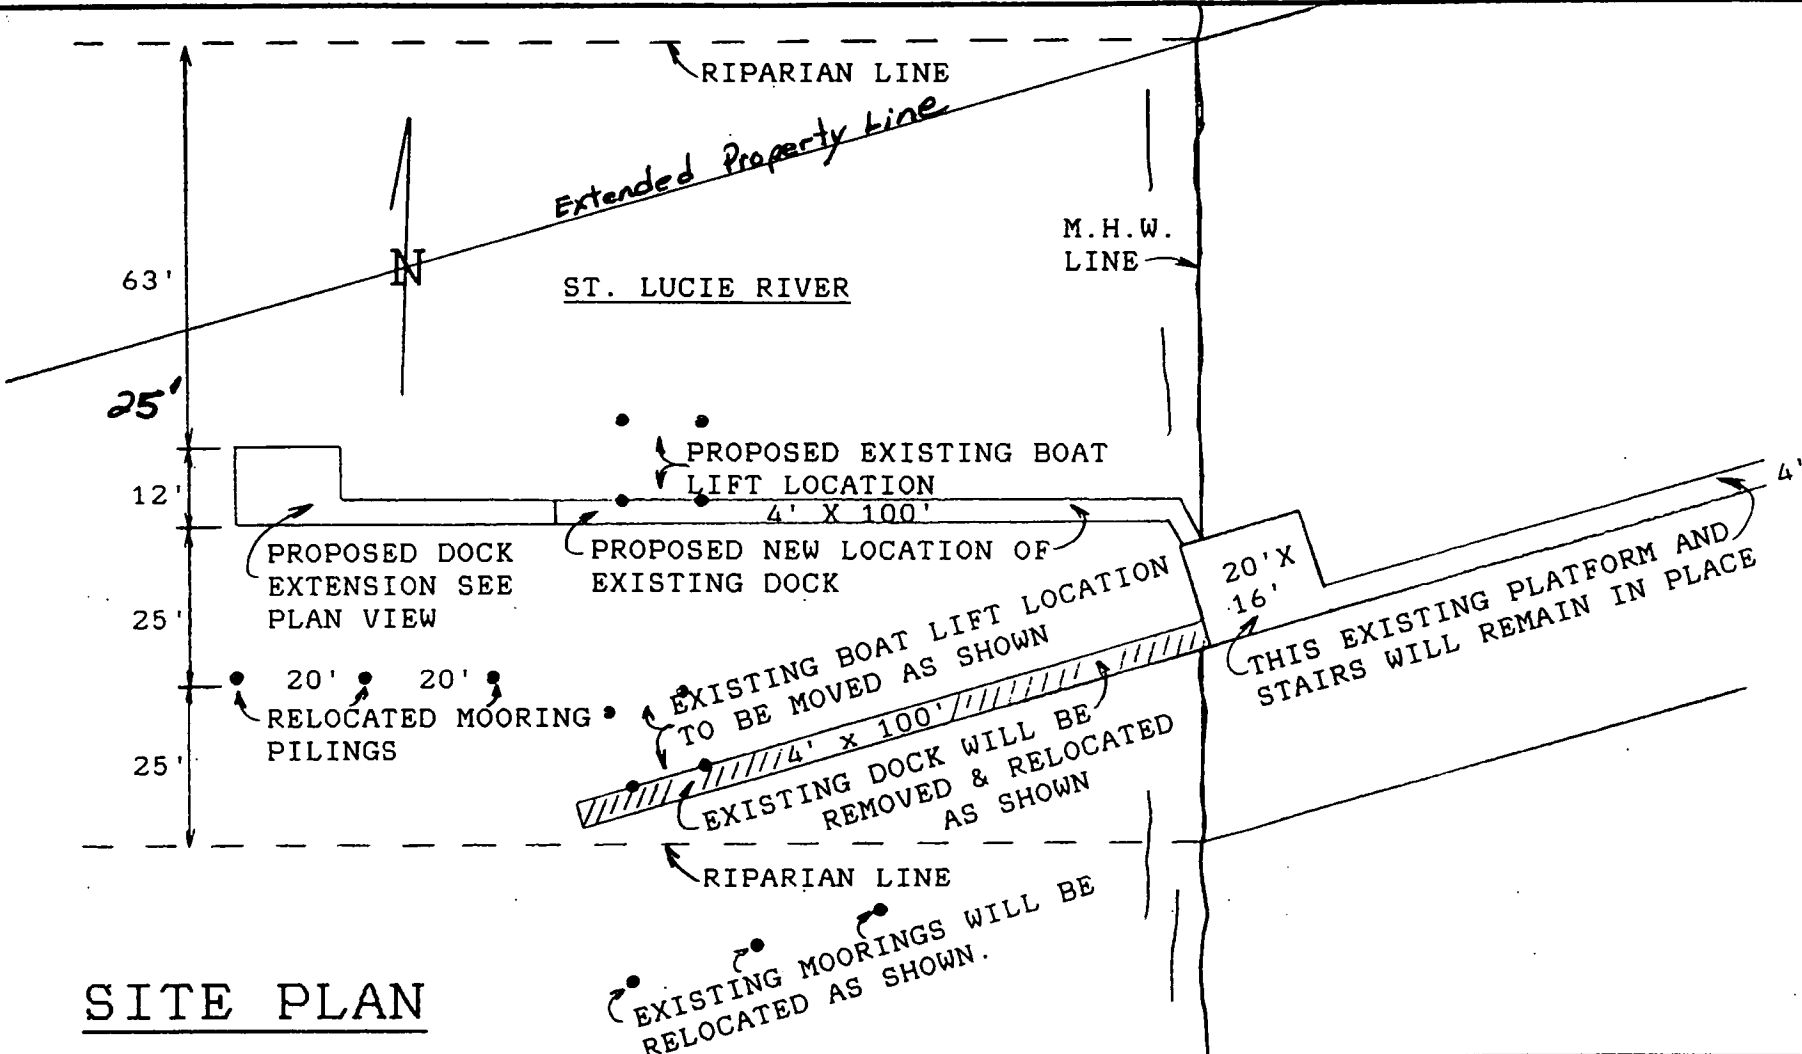 RIPARIAN LINE
Extended Property Line
N
M.H.W.
LINE
63'
ST. LUCIE RIVER
25'
PROPOSED EXISTING BOAT
LIFT LOCATION
12'
4' X 100'
4'
PROPOSED DOCK
EXTENSION SEE
PLAN VIEW
PROPOSED NEW LOCATION OF
EXISTING DOCK
20'X
16'
THIS EXISTING PLATFORM AND
STAIRS WILL REMAIN IN PLACE
25'
EXISTING BOAT LIFT LOCATION
TO BE MOVED AS SHOWN
20' 20'
RELOCATED MOORING
PILINGS
4' x 100'
25'
EXISTING DOCK WILL BE
REMOVED & RELOCATED
AS SHOWN
RIPARIAN LINE
EXISTING MOORINGS WILL BE
RELOCATED AS SHOWN.
SITE PLAN